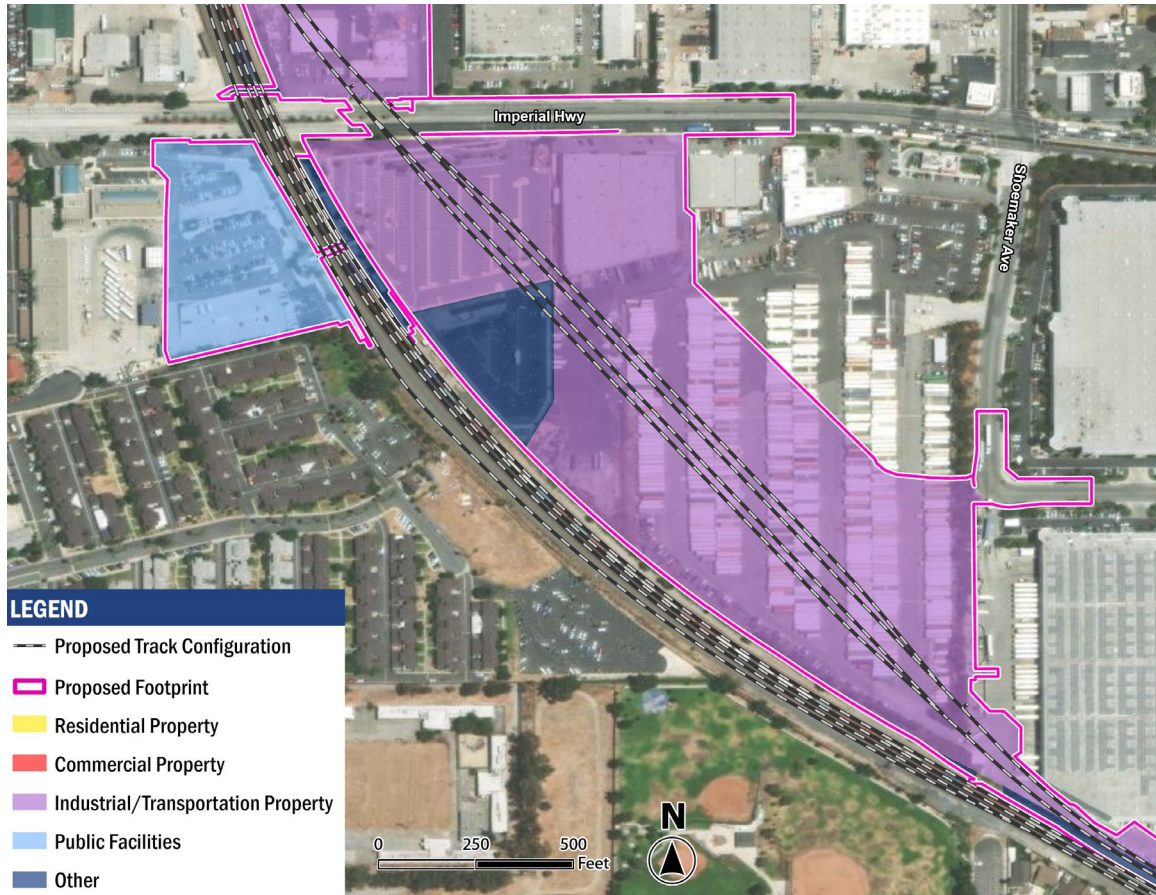 Imperial Hwy
Shoemaker Ave
LEGEND
Proposed Track Configuration
Proposed Footprint
Residential Property
Commercial Property
Industrial/Transportation Property
Public Facilities
Other
N
0 250 500
Feet